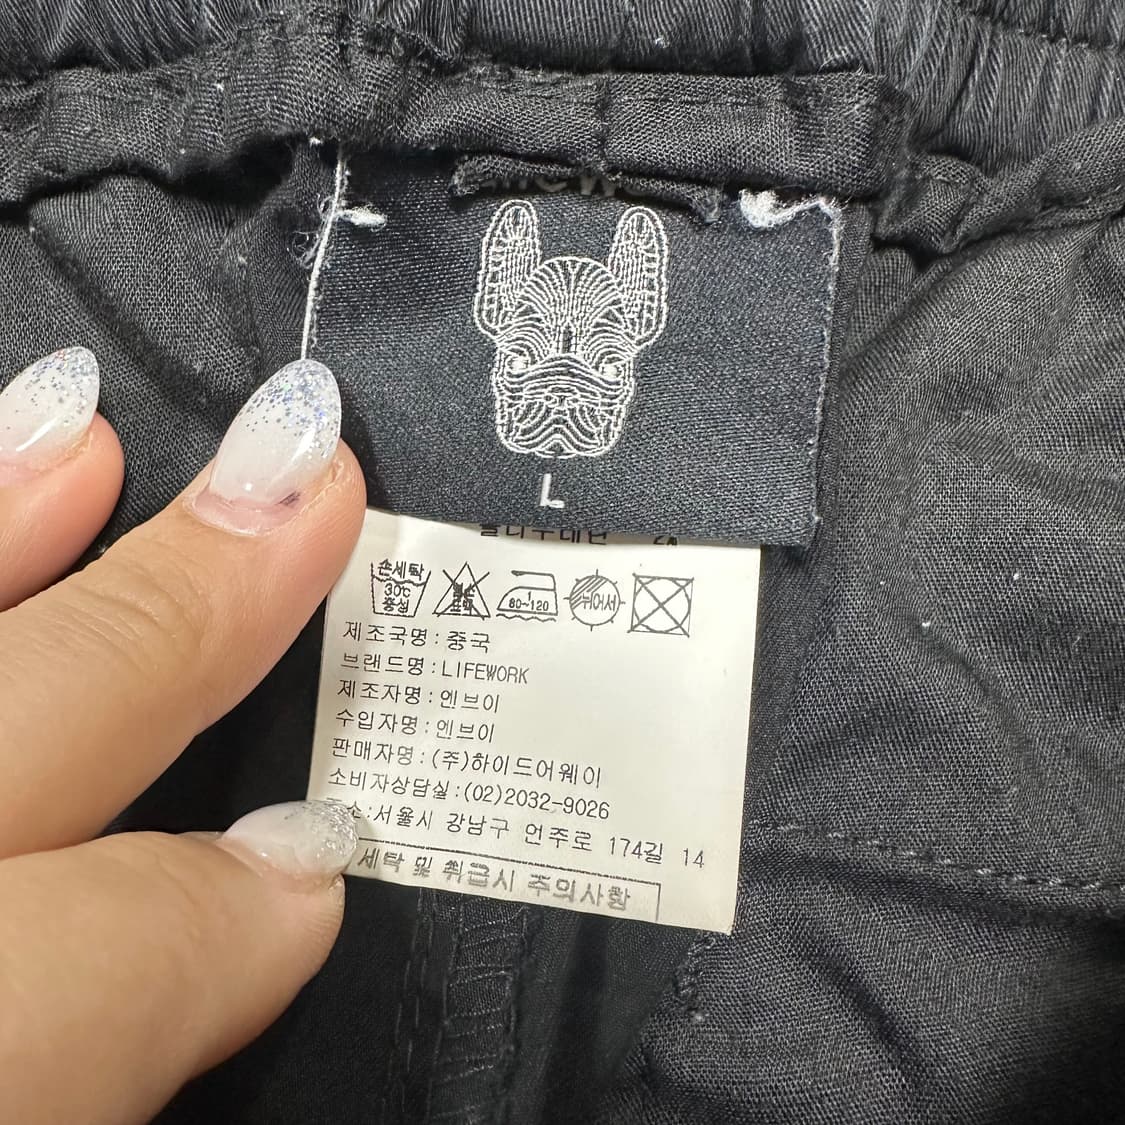 L
손세탁
30℃
중성
80~120
뉘어서
제조국명:중국
브랜드명:LIFEWORK
제조자명:엔브이
수입자명:엔브이
판매자명:(주)하이드어웨이
소비자상담실:(02)2032-9026
소:서울시 강남구 언주로 174길 14
세탁 및 취급시 주의사항